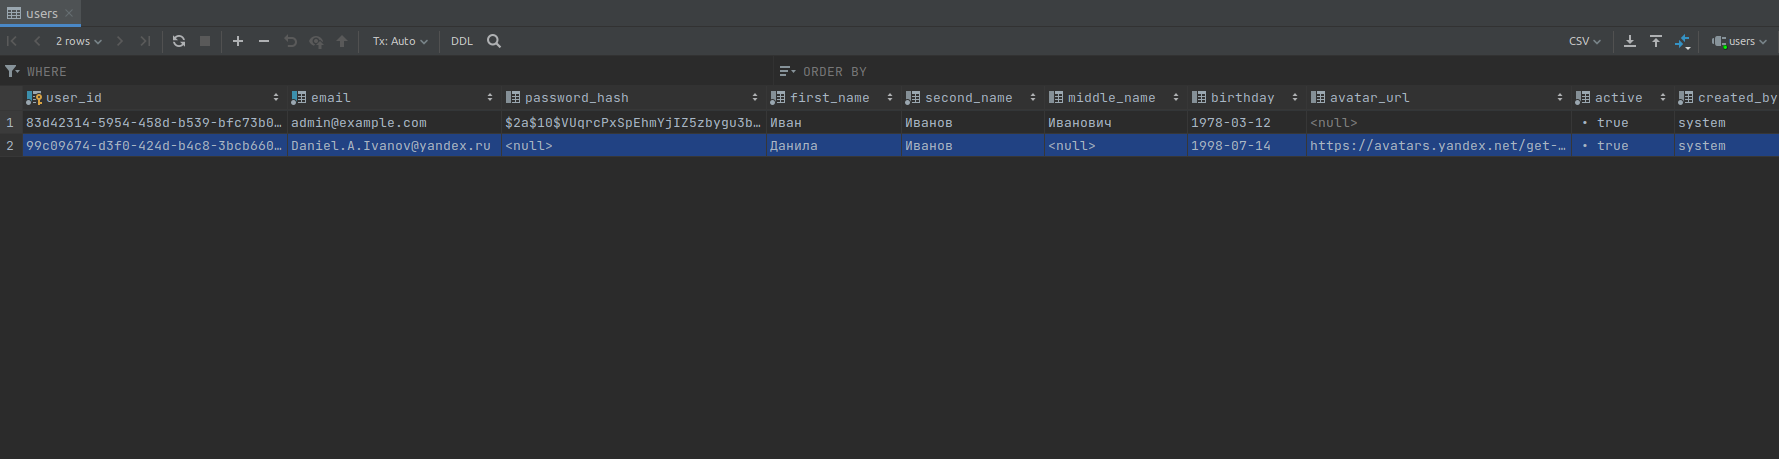 users
2 rows Tx: Auto DDL CSV users
WHERE ORDER BY
user_id email password_hash first_name second_name middle_name birthday avatar_url active created_by
1 83d42314-5954-458d-b539-bfc73b0… admin@example.com $2a$10$VUqrcPxSpEhmYjIZ5zbygu3b… Иван Иванов Иванович 1978-03-12 <null> true system
2 99c09674-d3f0-424d-b4c8-3bcb660… Daniel.A.Ivanov@yandex.ru <null> Данила Иванов <null> 1998-07-14 https://avatars.yandex.net/get-… true system